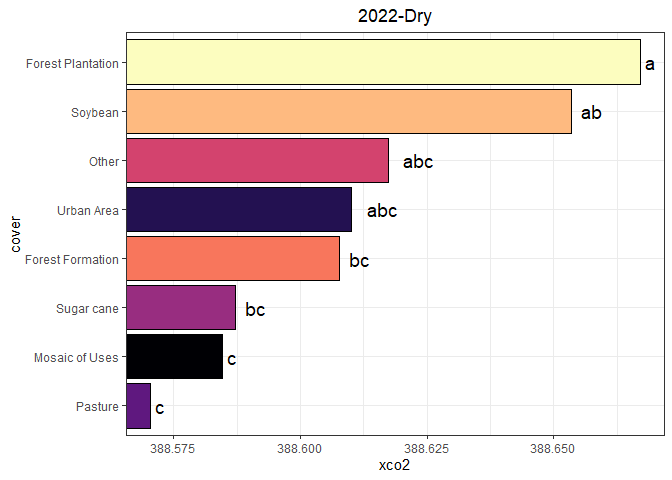 2022-Dry
Forest Plantation a
Soybean ab
Other abc
Urban Area abc
Forest Formation bc
Sugar cane bc
Mosaic of Uses c
Pasture c
cover
388.575 388.600 388.625 388.650
xco2